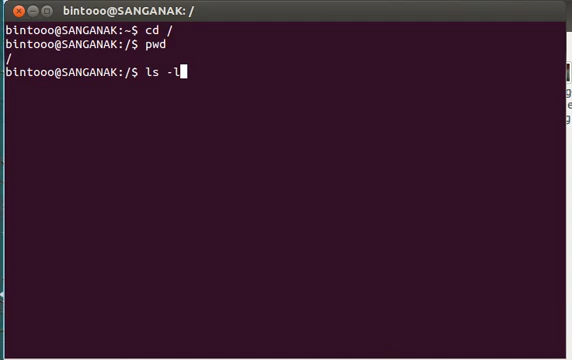 bintooo@SANGANAK: /
bintooo@SANGANAK:~$ cd /
bintooo@SANGANAK:/$ pwd
/
bintooo@SANGANAK:/$ ls -l